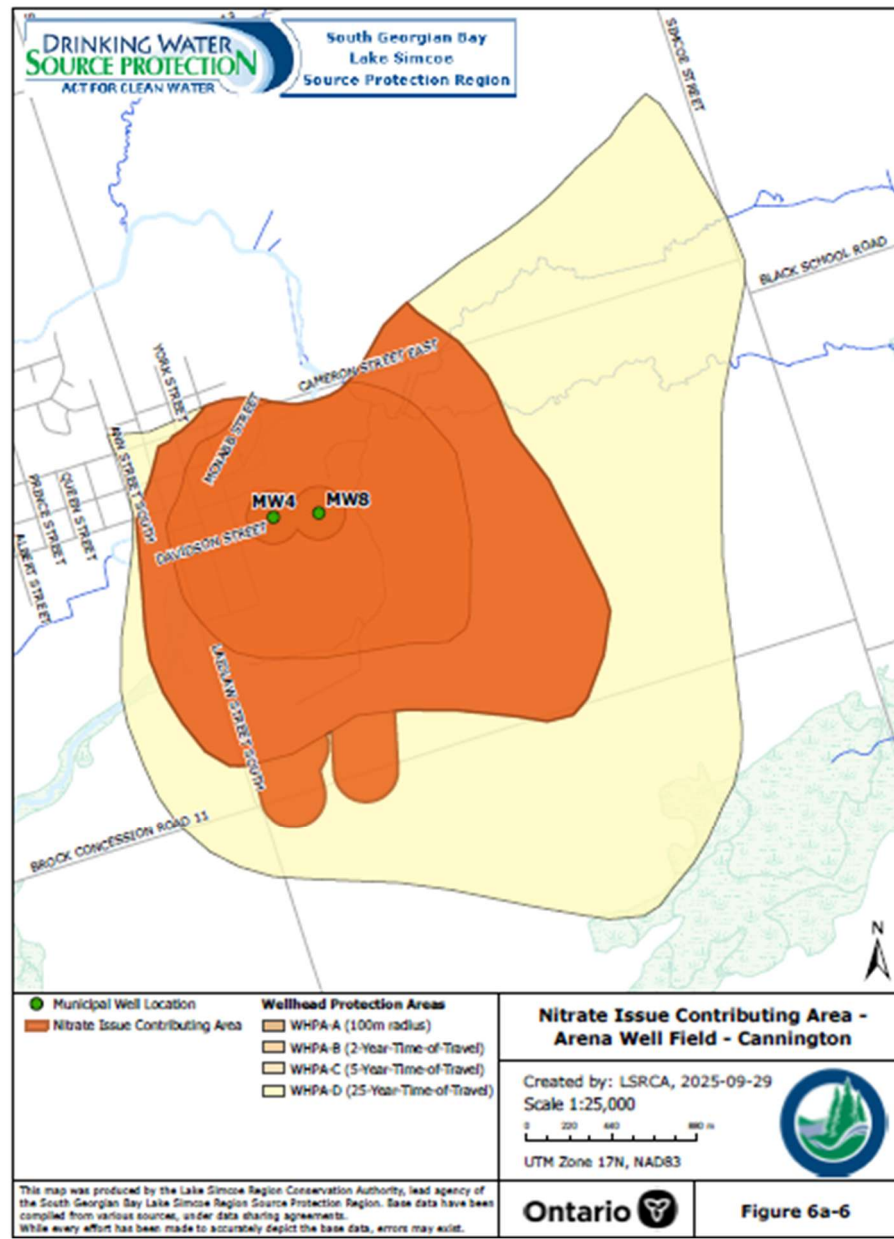 DRINKING WATER
SOURCE PROTECTION
ACT FOR CLEAN WATER
South Georgian Bay
Lake Simcoe
Source Protection Region
SIMCOE STREET
BLACK SCHOOL ROAD
YORK STREET
CAMERON STREET EAST
MCNABB STREET
ANN STREET SOUTH
PRINCE STREET
QUEEN STREET
ALBERT STREET
MW4
MW8
DAVIDSON STREET
LAIDLAW STREET SOUTH
BROCK CONCESSION ROAD 11
N
Municipal Well Location
Nitrate Issue Contributing Area
Wellhead Protection Areas
WHPA-A (100m radius)
WHPA-B (2-Year-Time-of-Travel)
WHPA-C (5-Year-Time-of-Travel)
WHPA-D (25-Year-Time-of-Travel)
Nitrate Issue Contributing Area -
Arena Well Field - Cannington
Created by: LSRCA, 2025-09-29
Scale 1:25,000
0 220 440 880 m
UTM Zone 17N, NAD83
This map was produced by the Lake Simcoe Region Conservation Authority, lead agency of
the South Georgian Bay Lake Simcoe Region Source Protection Region. Base data have been
compiled from various sources, under data sharing agreements.
While every effort has been made to accurately depict the base data, errors may exist.
Ontario
Figure 6a-6